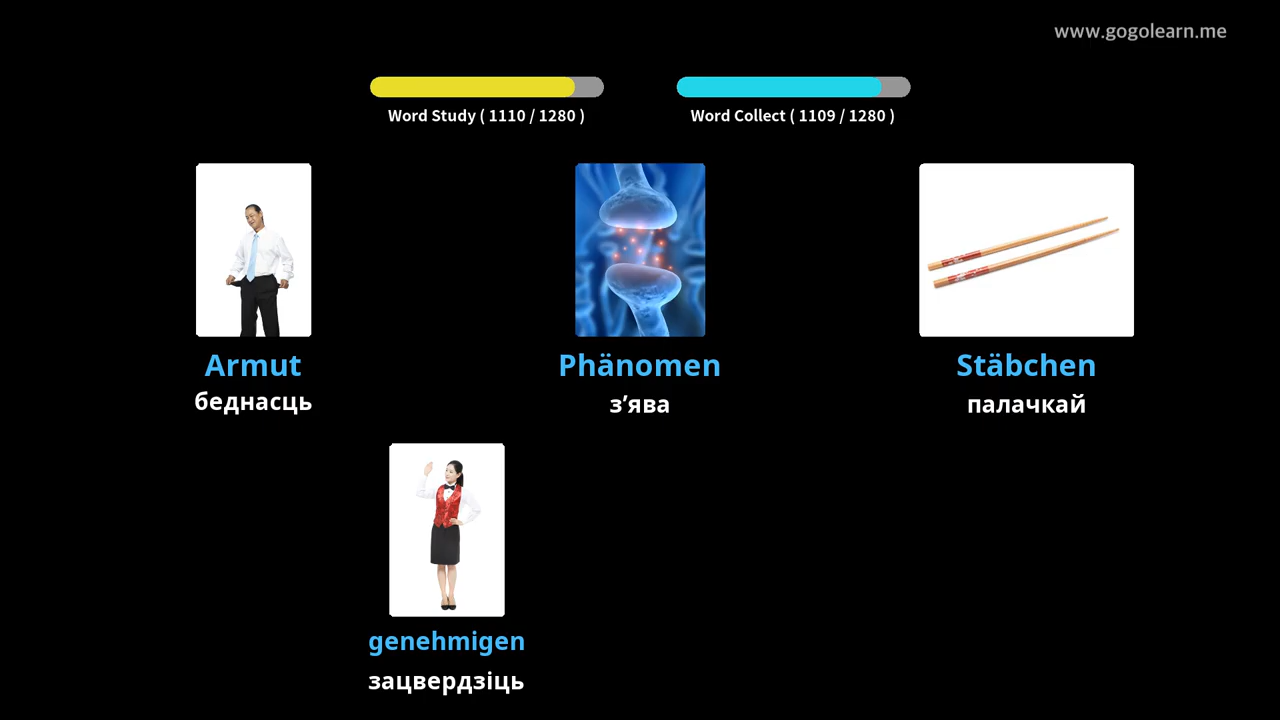 www.gogolearn.me
Word Study ( 1110 / 1280 )
Word Collect ( 1109 / 1280 )
Armut
беднасць
Phänomen
з’ява
Stäbchen
палачкай
genehmigen
зацвердзіць